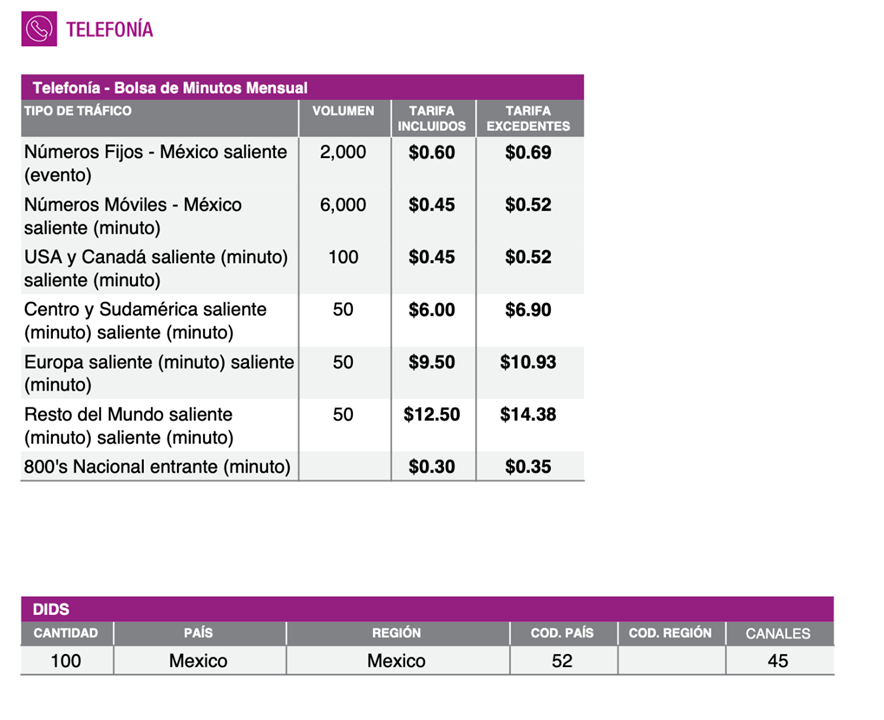 TELEFONÍA
Telefonía - Bolsa de Minutos Mensual
TIPO DE TRÁFICO VOLUMEN TARIFA INCLUIDOS TARIFA EXCEDENTES
Números Fijos - México saliente (evento) 2,000 $0.60 $0.69
Números Móviles - México saliente (minuto) 6,000 $0.45 $0.52
USA y Canadá saliente (minuto) saliente (minuto) 100 $0.45 $0.52
Centro y Sudamérica saliente (minuto) saliente (minuto) 50 $6.00 $6.90
Europa saliente (minuto) saliente (minuto) 50 $9.50 $10.93
Resto del Mundo saliente (minuto) saliente (minuto) 50 $12.50 $14.38
800's Nacional entrante (minuto) $0.30 $0.35
DIDS
CANTIDAD PAÍS REGIÓN COD. PAÍS COD. REGIÓN CANALES
100 Mexico Mexico 52 45